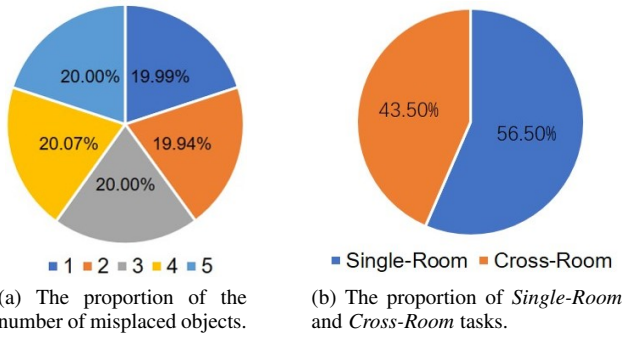 20.00% 19.99%
20.07% 19.94%
20.00%
1 2 3 4 5
(a) The proportion of the
number of misplaced objects.
43.50%
56.50%
Single-Room Cross-Room
(b) The proportion of Single-Room
and Cross-Room tasks.